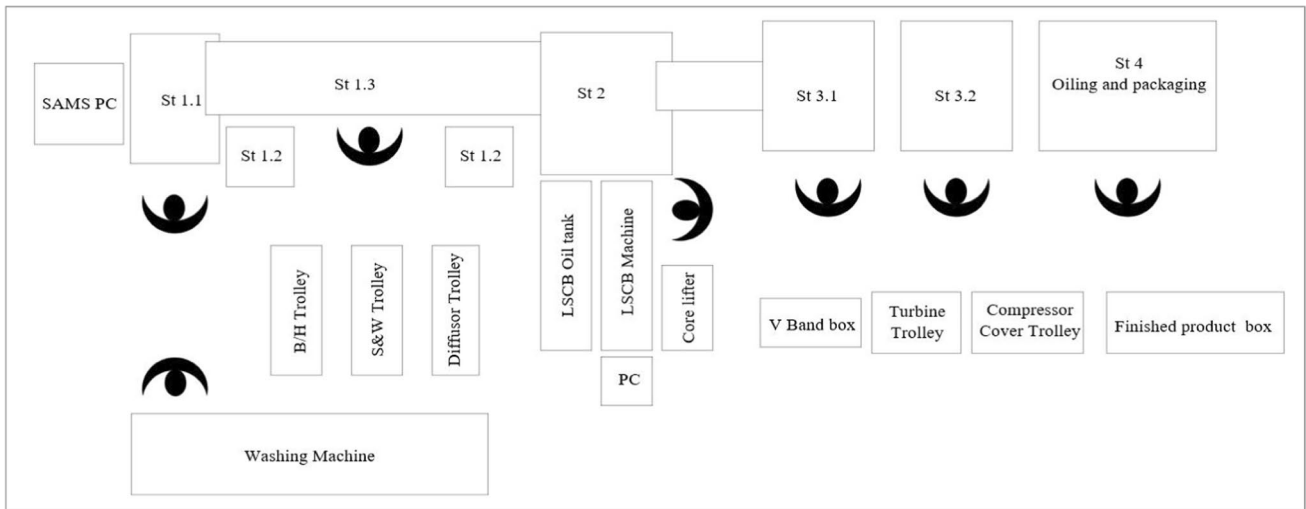 SAMS PC
St 1.1
St 1.3
St 2
St 3.1
St 3.2
St 4
Oiling and packaging
St 1.2
St 1.2
B/H Trolley
S&W Trolley
Diffusor Trolley
LSCB Oil tank
LSCB Machine
Core lifter
PC
V Band box
Turbine
Trolley
Compressor
Cover Trolley
Finished product box
Washing Machine